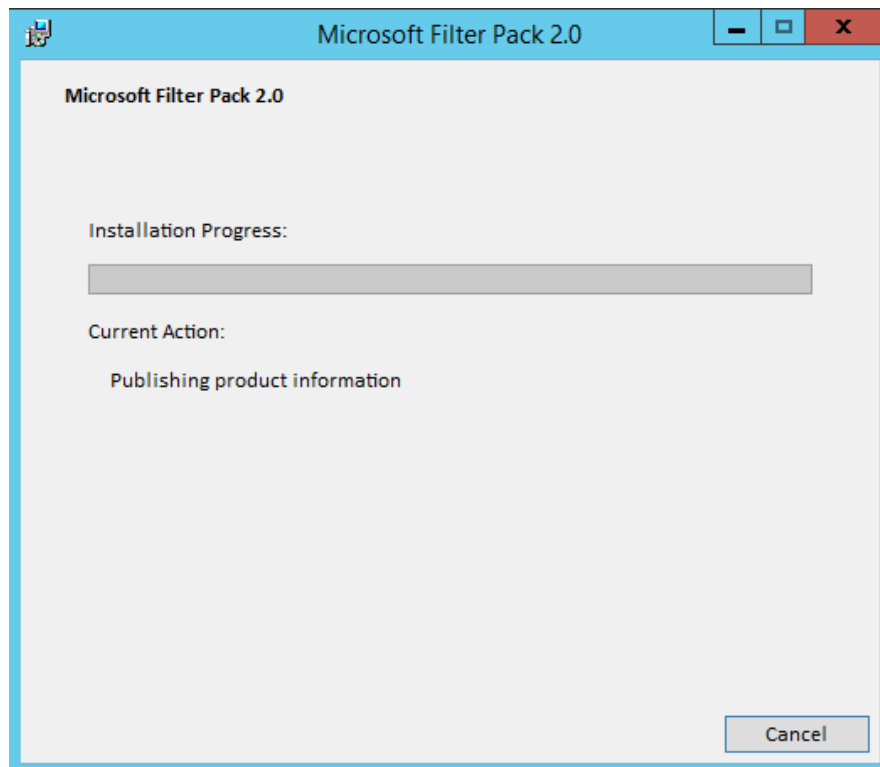 Microsoft Filter Pack 2.0
Microsoft Filter Pack 2.0
Installation Progress:
Current Action:
Publishing product information
Cancel